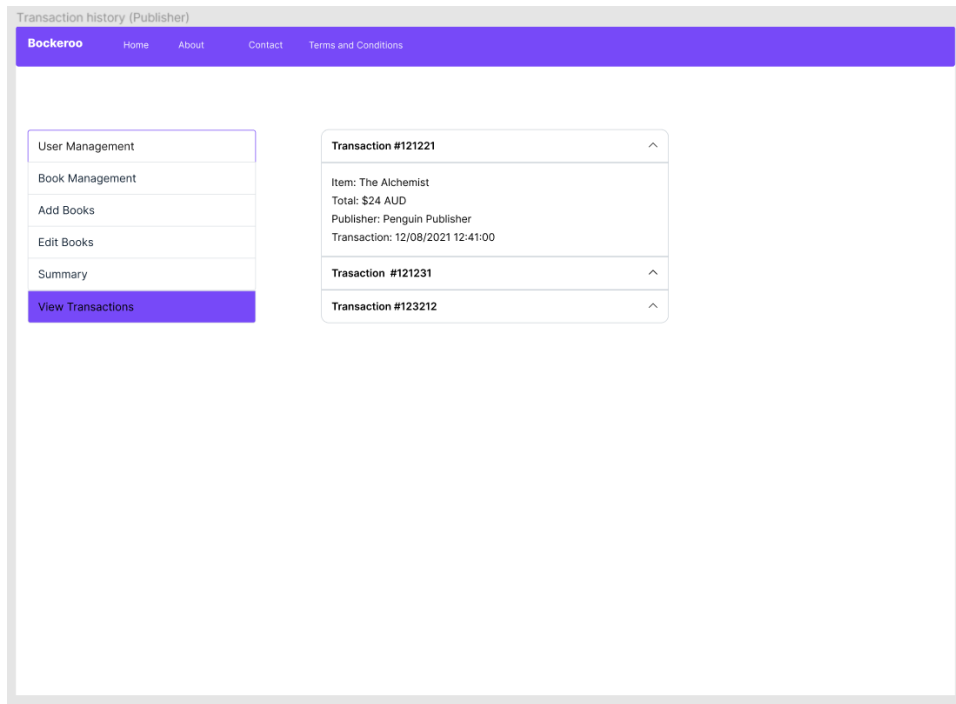 Transaction history (Publisher)
Bockeroo Home About Contact Terms and Conditions
User Management
Book Management
Add Books
Edit Books
Summary
View Transactions
Transaction #121221
Item: The Alchemist
Total: $24 AUD
Publisher: Penguin Publisher
Transaction: 12/08/2021 12:41:00
Trasaction #121231
Transaction #123212